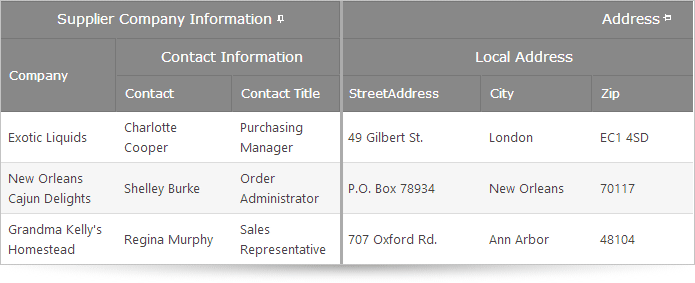 Supplier Company Information
Address
Company
Contact Information
Local Address
Contact
Contact Title
StreetAddress
City
Zip
Exotic Liquids
Charlotte
Cooper
Purchasing
Manager
49 Gilbert St.
London
EC1 4SD
New Orleans
Cajun Delights
Shelley Burke
Order
Administrator
P.O. Box 78934
New Orleans
70117
Grandma Kelly's
Homestead
Regina Murphy
Sales
Representative
707 Oxford Rd.
Ann Arbor
48104